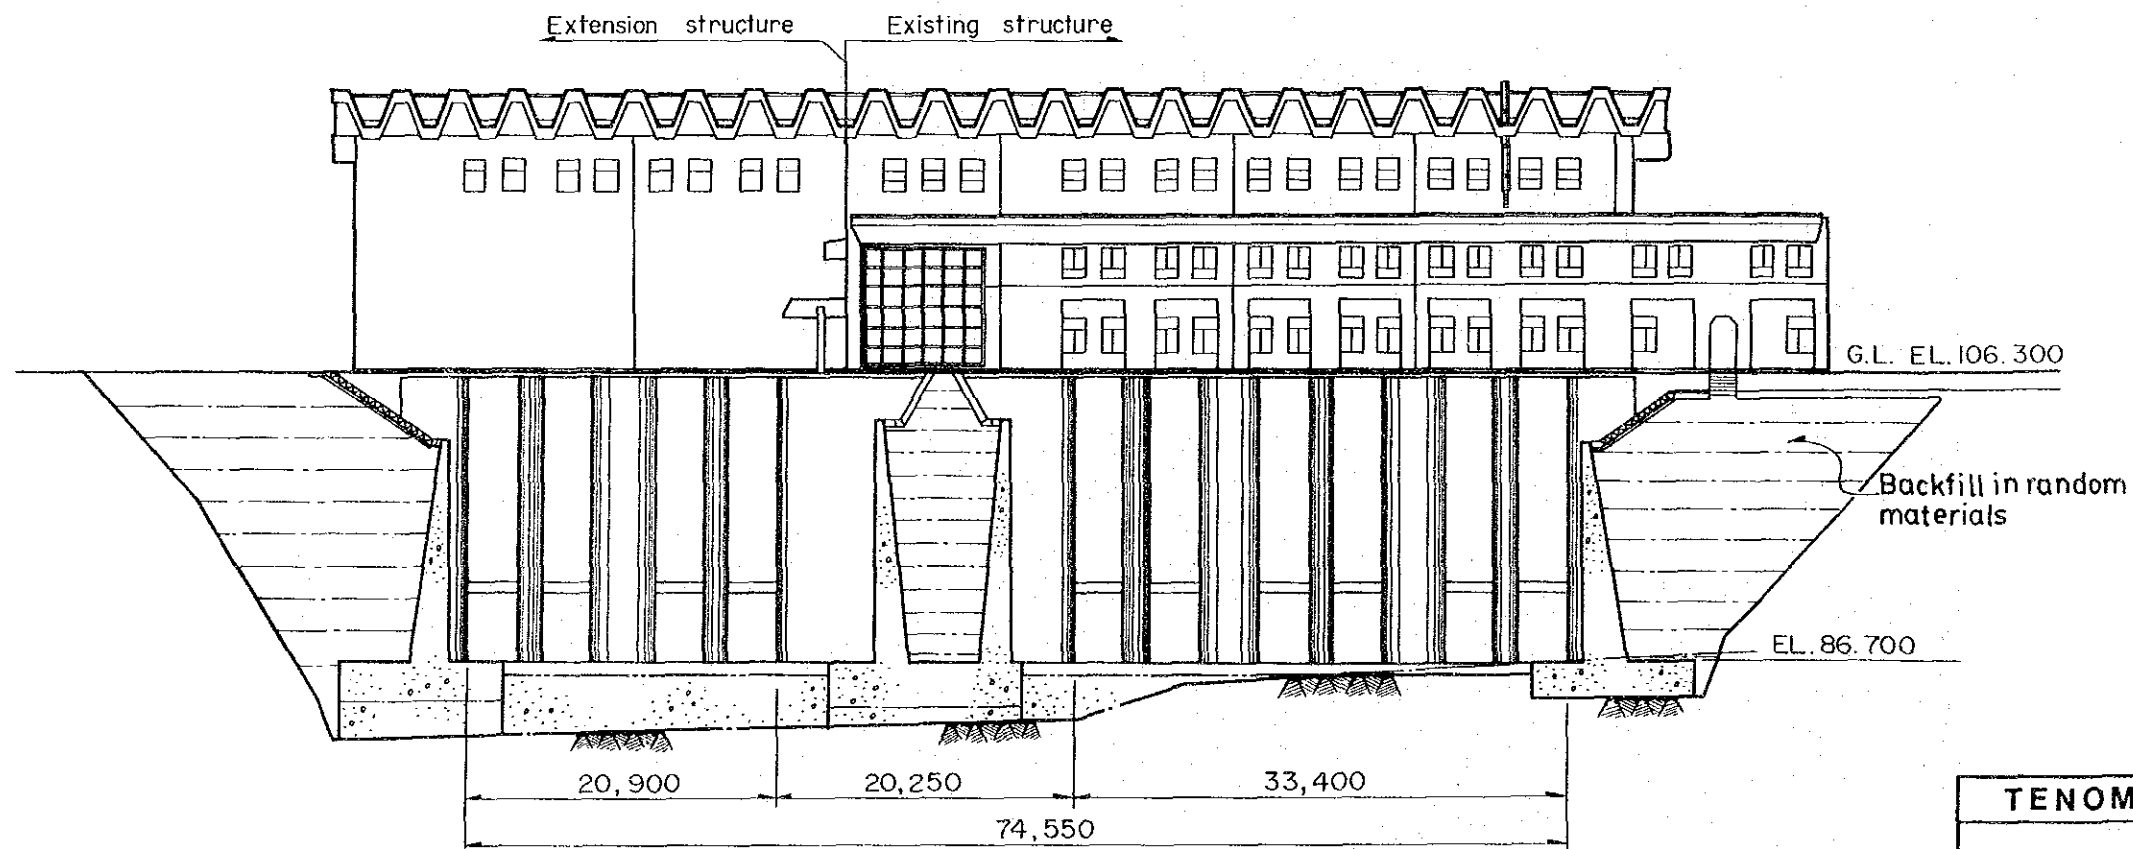 Extension structure
Existing structure
G.L. EL.106.300
Backfill in random
materials
EL. 86.700
20,900
20,250
33,400
74,550
TENOM